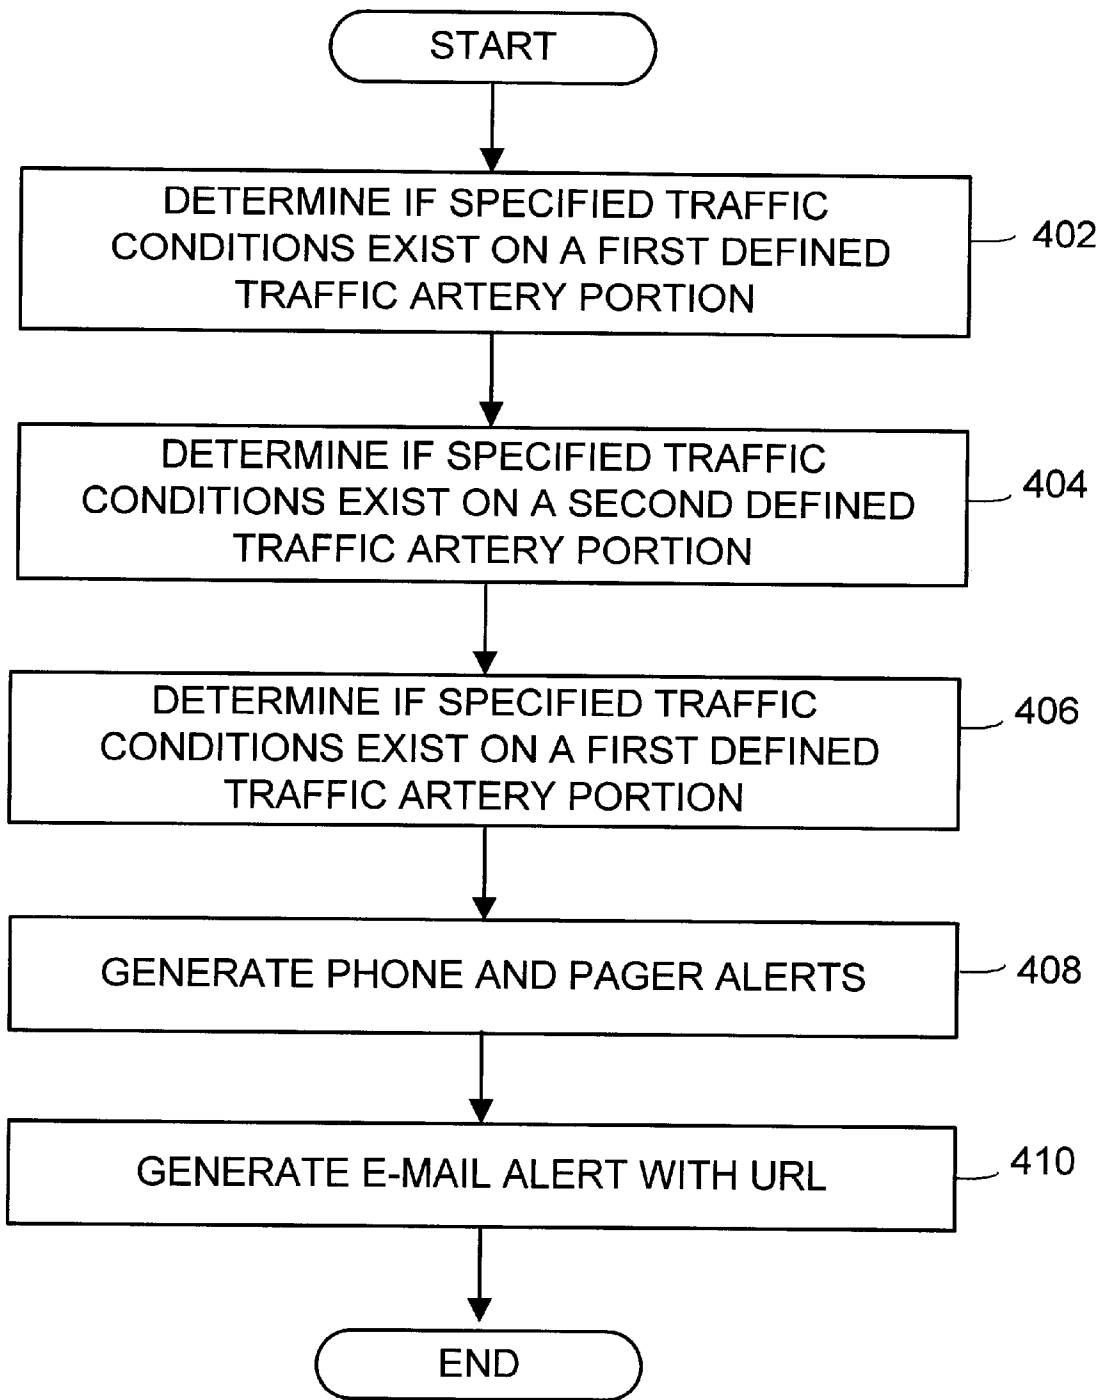 START
DETERMINE IF SPECIFIED TRAFFIC
CONDITIONS EXIST ON A FIRST DEFINED
TRAFFIC ARTERY PORTION
402
DETERMINE IF SPECIFIED TRAFFIC
CONDITIONS EXIST ON A SECOND DEFINED
TRAFFIC ARTERY PORTION
404
DETERMINE IF SPECIFIED TRAFFIC
CONDITIONS EXIST ON A FIRST DEFINED
TRAFFIC ARTERY PORTION
406
GENERATE PHONE AND PAGER ALERTS
408
GENERATE E-MAIL ALERT WITH URL
410
END